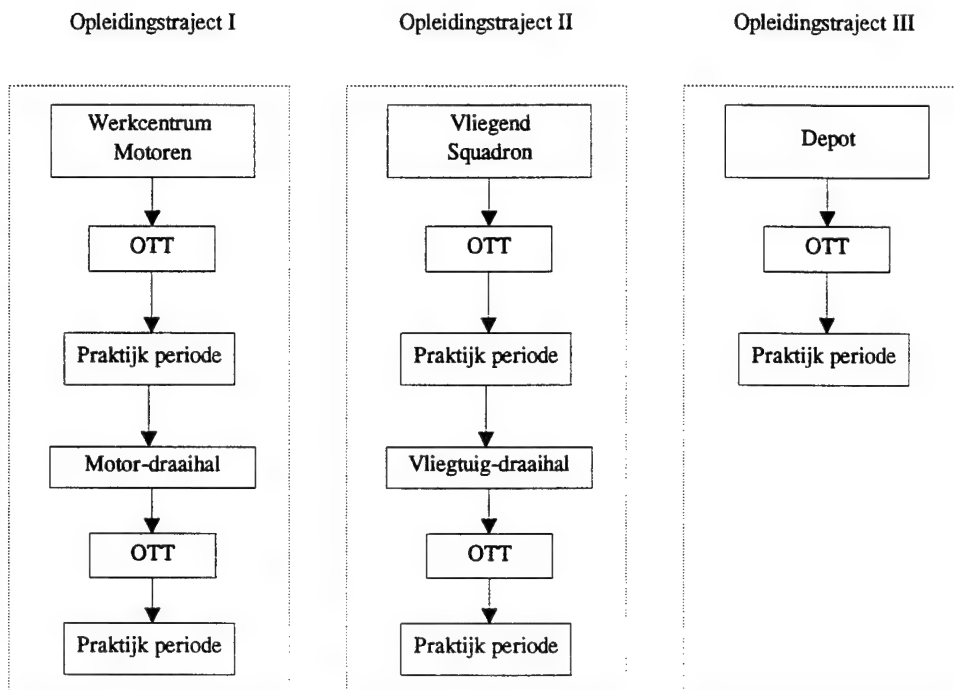 Opleidingstraject I
Werkcentrum
Motoren
OTT
Praktijk periode
Motor-draaihal
OTT
Praktijk periode
Opleidingstraject II
Vliegend
Squadron
OTT
Praktijk periode
Vliegtuig-draaihal
OTT
Praktijk periode
Opleidingstraject III
Depot
OTT
Praktijk periode